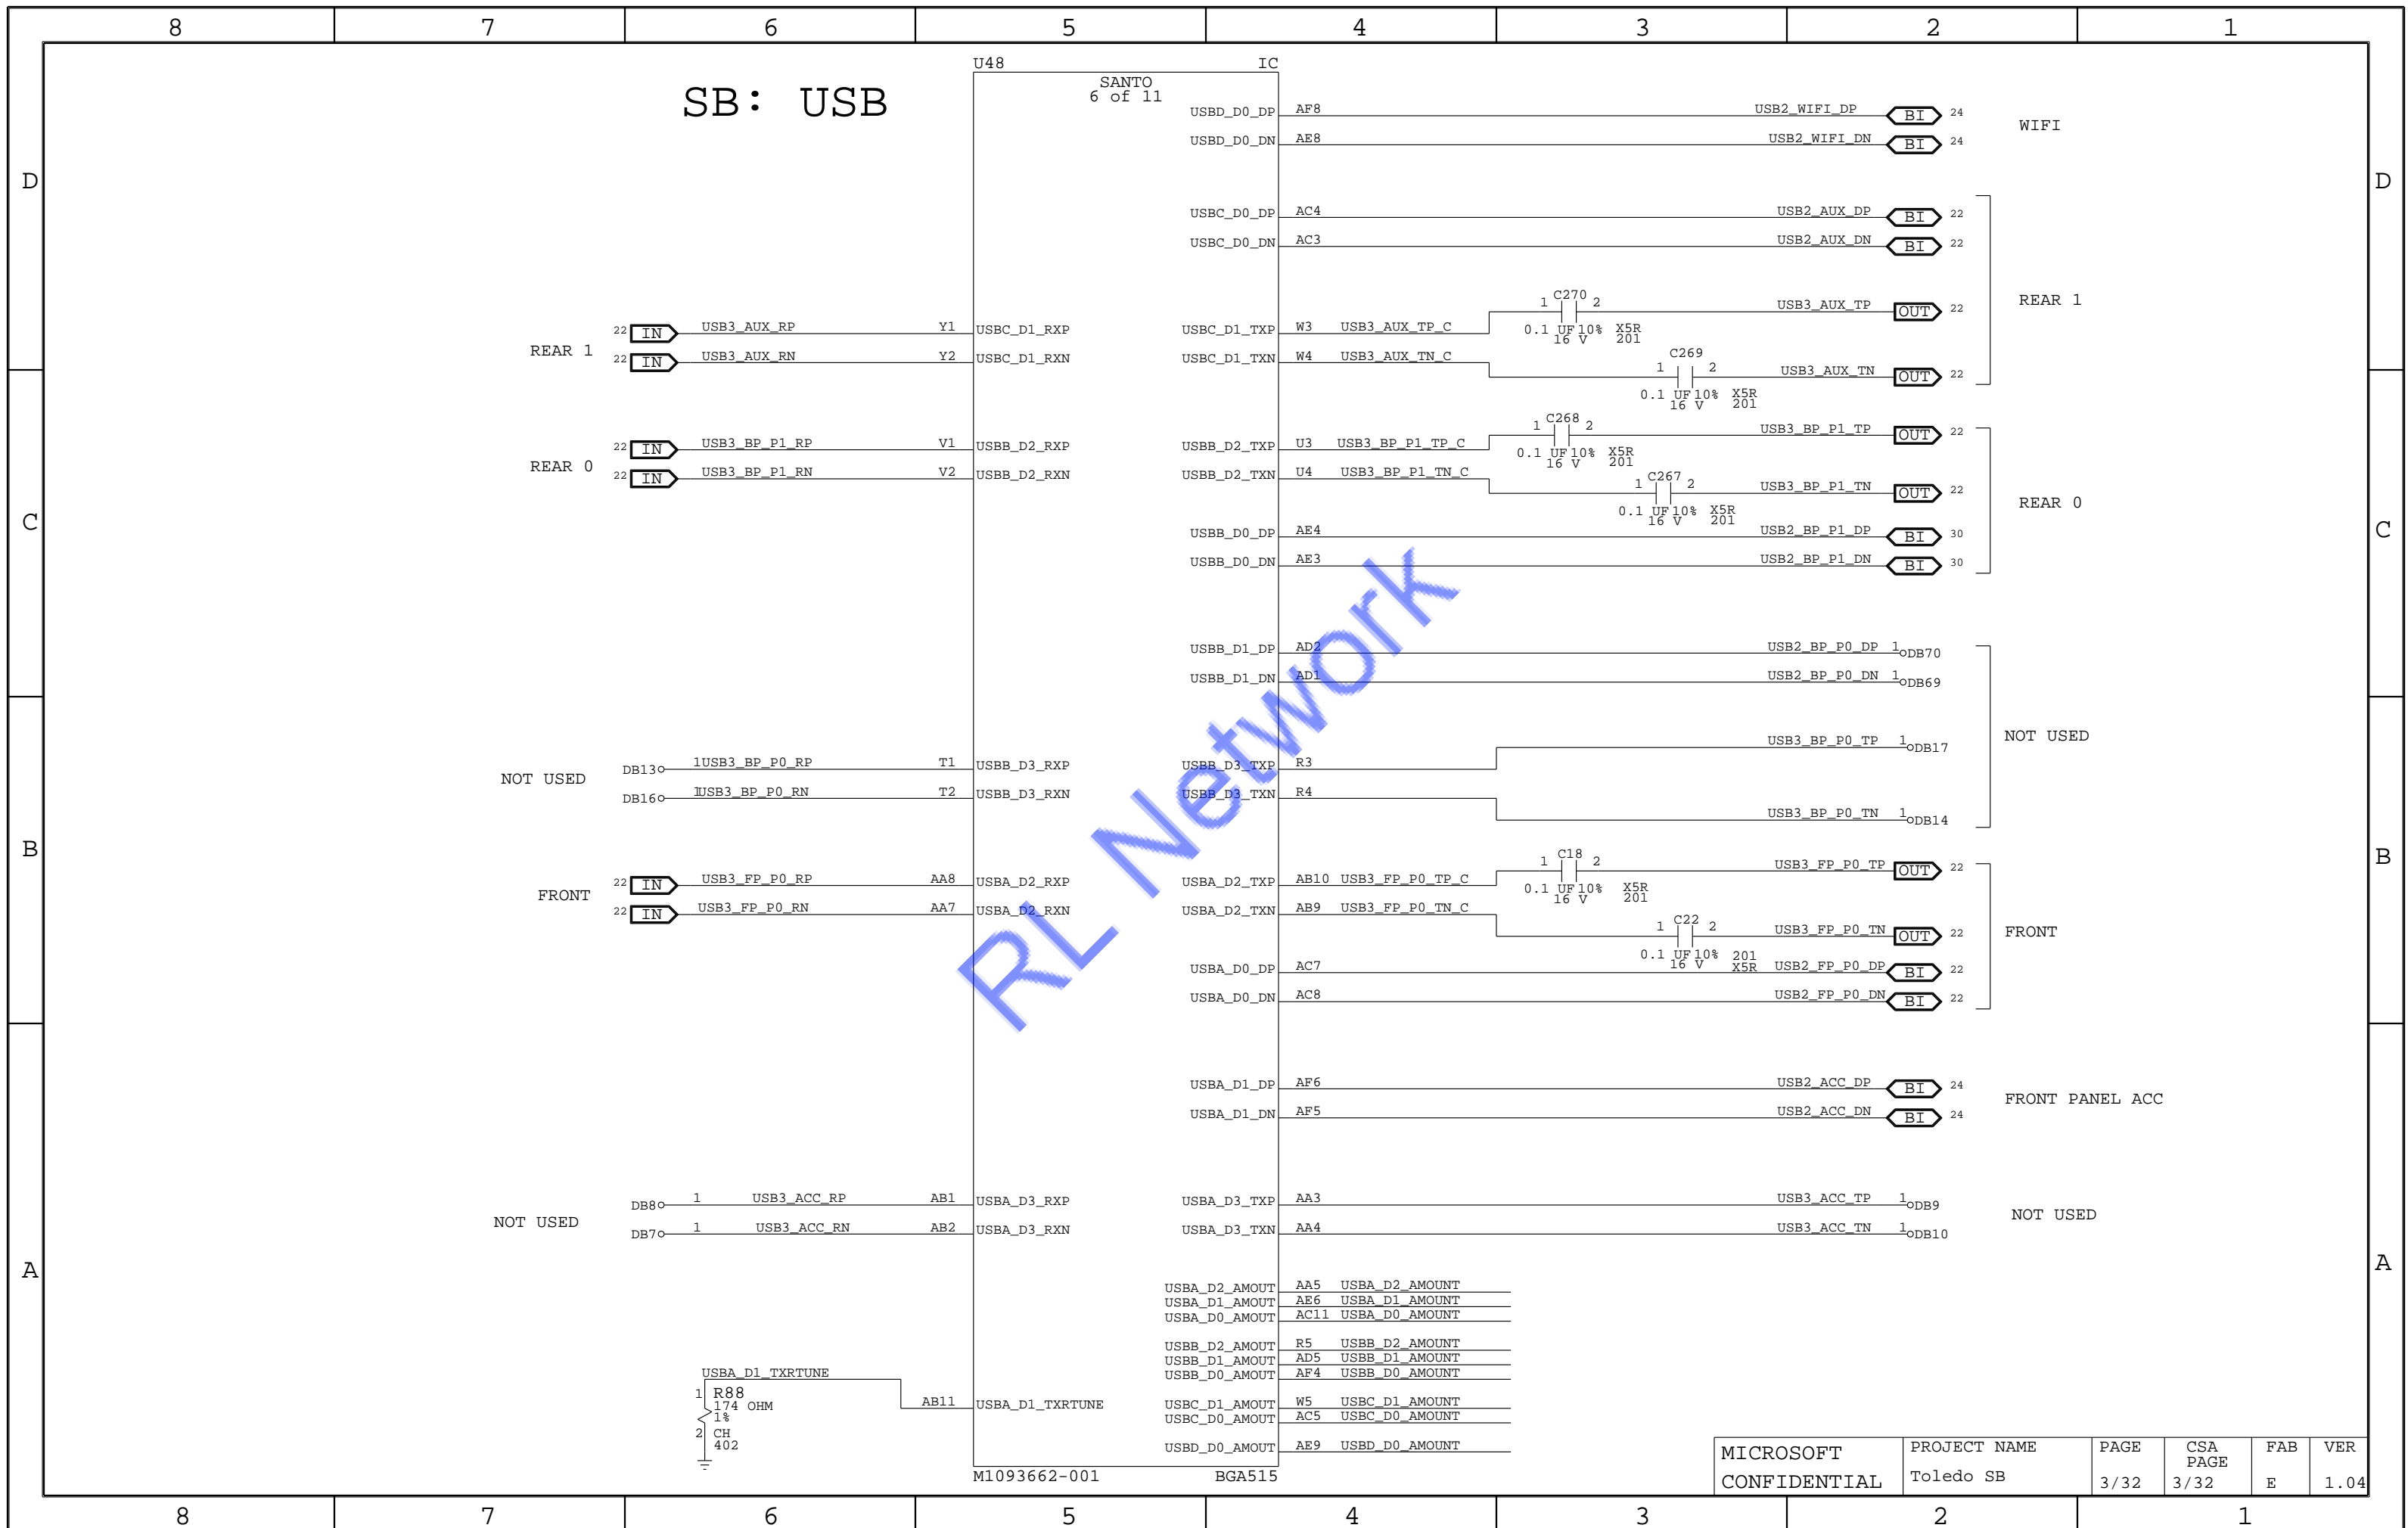 8 7 6 5 4 3 2 1
D
C
B
A
D
C
B
A
SB: USB
U48 IC
SANTO
6 of 11
USBD_D0_DP AF8 USB2_WIFI_DP BI 24
USBD_D0_DN AE8 USB2_WIFI_DN BI 24
WIFI
USBC_D0_DP AC4 USB2_AUX_DP BI 22
USBC_D0_DN AC3 USB2_AUX_DN BI 22
REAR 1
22 IN USB3_AUX_RP Y1 USBC_D1_RXP
22 IN USB3_AUX_RN Y2 USBC_D1_RXN
REAR 1
USBC_D1_TXP W3 USB3_AUX_TP_C
1 C270 2
0.1 UF 10% X5R
16 V 201
USB3_AUX_TP OUT 22
USBC_D1_TXN W4 USB3_AUX_TN_C
C269
1 2
0.1 UF 10% X5R
16 V 201
USB3_AUX_TN OUT 22
REAR 0
22 IN USB3_BP_P1_RP V1 USBB_D2_RXP
22 IN USB3_BP_P1_RN V2 USBB_D2_RXN
USBB_D2_TXP U3 USB3_BP_P1_TP_C
1 C268 2
0.1 UF 10% X5R
16 V 201
USB3_BP_P1_TP OUT 22
USBB_D2_TXN U4 USB3_BP_P1_TN_C
1 C267 2
0.1 UF 10% X5R
16 V 201
USB3_BP_P1_TN OUT 22
REAR 0
USBB_D0_DP AE4 USB2_BP_P1_DP BI 30
USBB_D0_DN AE3 USB2_BP_P1_DN BI 30
USBB_D1_DP AD2 USB2_BP_P0_DP 1 DB70
USBB_D1_DN AD1 USB2_BP_P0_DN 1 DB69
NOT USED
NOT USED
DB13 1 USB3_BP_P0_RP T1 USBB_D3_RXP
DB16 1 USB3_BP_P0_RN T2 USBB_D3_RXN
USBB_D3_TXP R3 USB3_BP_P0_TP 1 DB17
USBB_D3_TXN R4 USB3_BP_P0_TN 1 DB14
FRONT
22 IN USB3_FP_P0_RP AA8 USBA_D2_RXP
22 IN USB3_FP_P0_RN AA7 USBA_D2_RXN
USBA_D2_TXP AB10 USB3_FP_P0_TP_C
1 C18 2
0.1 UF 10% X5R
16 V 201
USB3_FP_P0_TP OUT 22
USBA_D2_TXN AB9 USB3_FP_P0_TN_C
1 C22 2
0.1 UF 10% 201
16 V X5R
USB3_FP_P0_TN OUT 22
FRONT
USBA_D0_DP AC7 USB2_FP_P0_DP BI 22
USBA_D0_DN AC8 USB2_FP_P0_DN BI 22
USBA_D1_DP AF6 USB2_ACC_DP BI 24
USBA_D1_DN AF5 USB2_ACC_DN BI 24
FRONT PANEL ACC
NOT USED
DB8 1 USB3_ACC_RP AB1 USBA_D3_RXP
DB7 1 USB3_ACC_RN AB2 USBA_D3_RXN
USBA_D3_TXP AA3 USB3_ACC_TP 1 DB9
USBA_D3_TXN AA4 USB3_ACC_TN 1 DB10
NOT USED
USBA_D2_AMOUT AA5 USBA_D2_AMOUNT
USBA_D1_AMOUT AE6 USBA_D1_AMOUNT
USBA_D0_AMOUT AC11 USBA_D0_AMOUNT
USBB_D2_AMOUT R5 USBB_D2_AMOUNT
USBB_D1_AMOUT AD5 USBB_D1_AMOUNT
USBB_D0_AMOUT AF4 USBB_D0_AMOUNT
USBC_D1_AMOUT W5 USBC_D1_AMOUNT
USBC_D0_AMOUT AC5 USBC_D0_AMOUNT
USBD_D0_AMOUT AE9 USBD_D0_AMOUNT
USBA_D1_TXRTUNE
AB11 USBA_D1_TXRTUNE
1 R88
174 OHM
1%
2 CH
402
M1093662-001 BGA515
RL Network
MICROSOFT
CONFIDENTIAL
PROJECT NAME
Toledo SB
PAGE
3/32
CSA
PAGE
3/32
FAB
E
VER
1.04
8 7 6 5 4 3 2 1